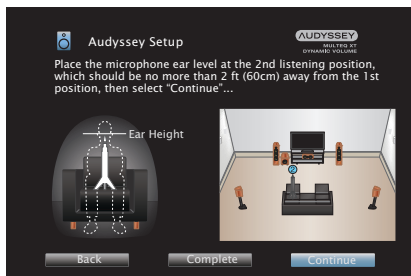 Audyssey Setup
AUDYSSEY
MULTEQ XT
DYNAMIC VOLUME
Place the microphone ear level at the 2nd listening position,
which should be no more than 2 ft (60cm) away from the 1st
position, then select “Continue”...
Ear Height
2
Back
Complete
Continue